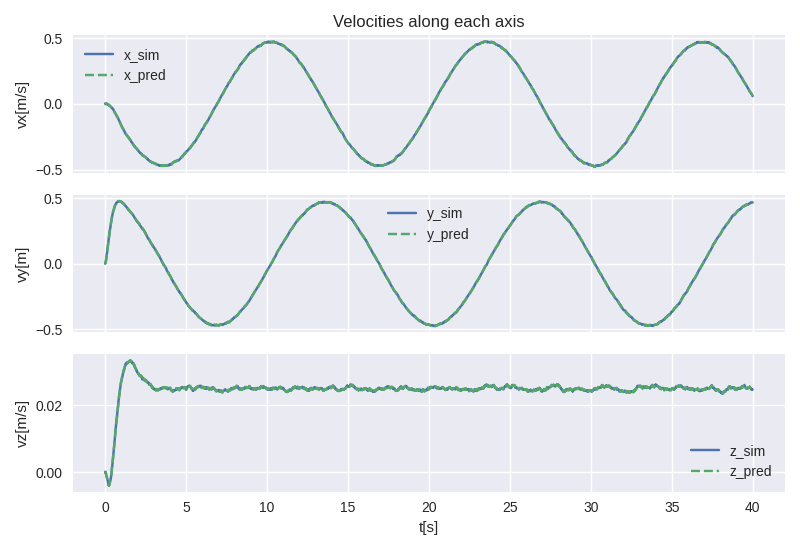 Velocities along each axis
0.5
0.0
−0.5
vx[m/s]
x_sim
x_pred
0.5
0.0
−0.5
vy[m]
y_sim
y_pred
0.02
0.00
vz[m/s]
z_sim
z_pred
0 5 10 15 20 25 30 35 40
t[s]